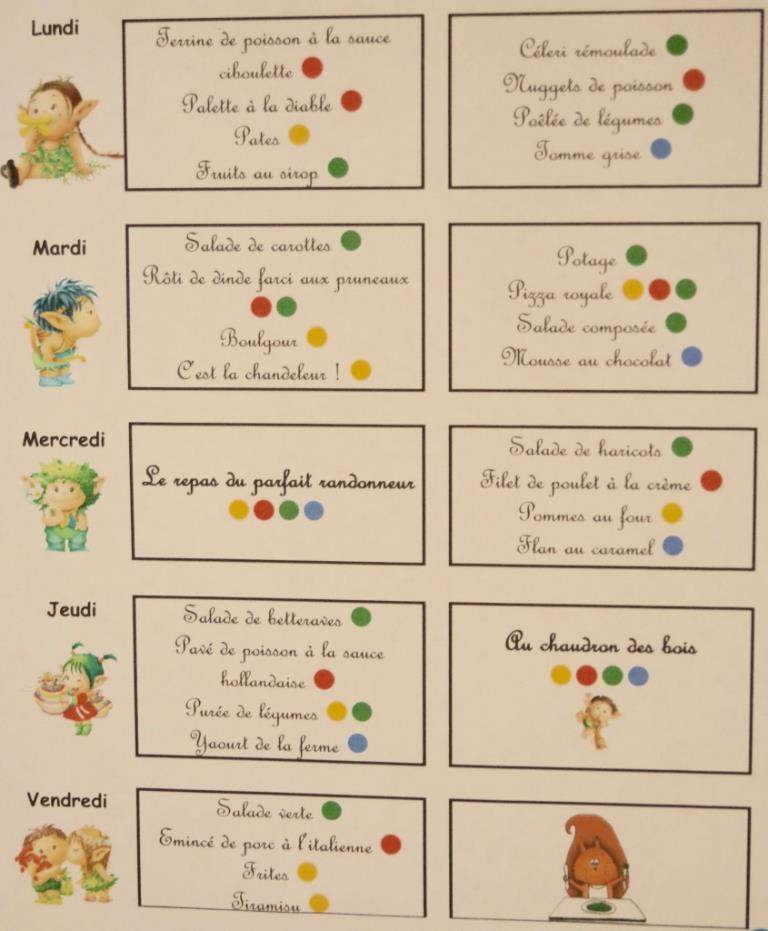 Lundi
Terrine de poisson à la sauce
ciboulette
Palette à la diable
Pates
Fruits au sirop
Céleri rémoulade
Nuggets de poisson
Poêlée de légumes
Tomme grise
Mardi
Salade de carottes
Rôti de dinde farci aux pruneaux
Boulgour
C'est la chandeleur !
Potage
Pizza royale
Salade composée
Mousse au chocolat
Mercredi
Le repas du parfait randonneur
Salade de haricots
Filet de poulet à la crème
Pommes au four
Flan au caramel
Jeudi
Salade de betteraves
Pavé de poisson à la sauce
hollandaise
Purée de légumes
Yaourt de la ferme
Au chaudron des bois
Vendredi
Salade verte
Emincé de porc à l'italienne
Frites
Tiramisu